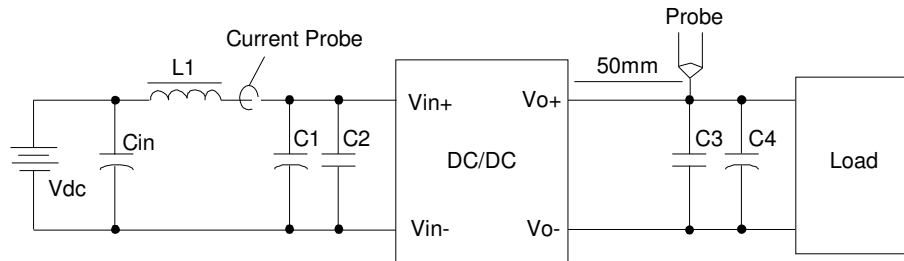 Probe
Current Probe
50mm
L1
Vin+
Vo+
Cin
C1
C2
C3
C4
DC/DC
Load
Vdc
Vin-
Vo-